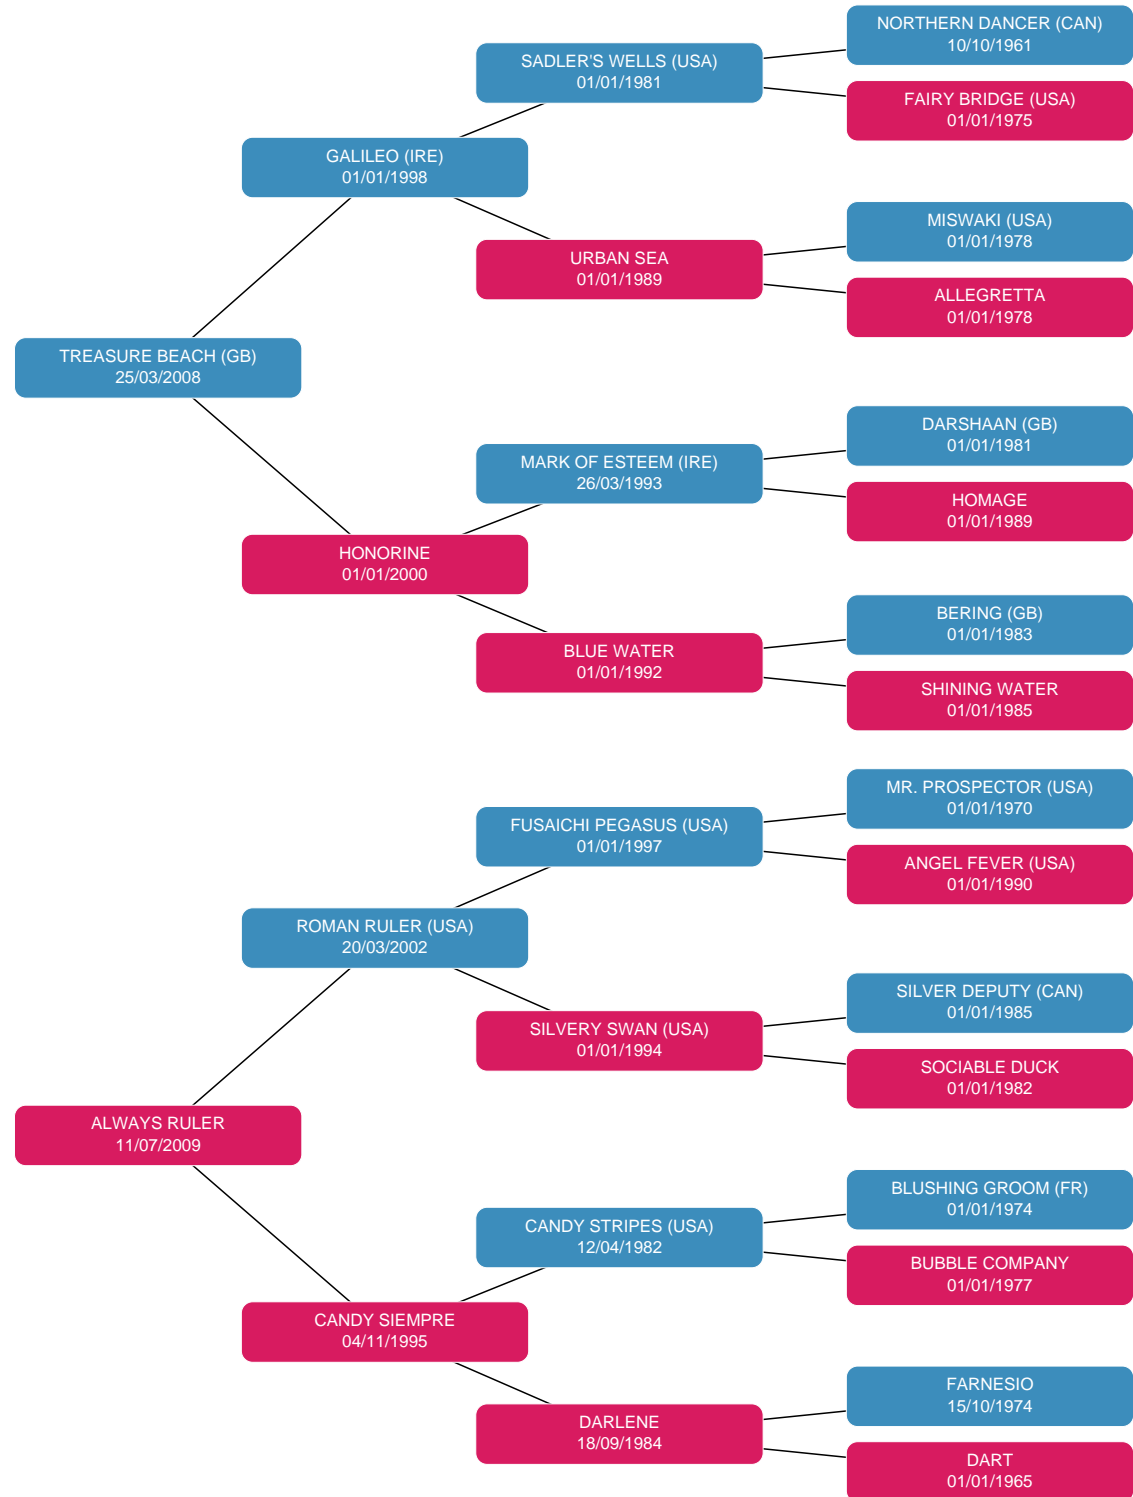 NORTHERN DANCER (CAN)
10/10/1961
SADLER'S WELLS (USA)
01/01/1981
FAIRY BRIDGE (USA)
01/01/1975
GALILEO (IRE)
01/01/1998
MISWAKI (USA)
01/01/1978
URBAN SEA
01/01/1989
ALLEGRETTA
01/01/1978
TREASURE BEACH (GB)
25/03/2008
DARSHAAN (GB)
01/01/1981
MARK OF ESTEEM (IRE)
26/03/1993
HOMAGE
01/01/1989
HONORINE
01/01/2000
BERING (GB)
01/01/1983
BLUE WATER
01/01/1992
SHINING WATER
01/01/1985
MR. PROSPECTOR (USA)
01/01/1970
FUSAICHI PEGASUS (USA)
01/01/1997
ANGEL FEVER (USA)
01/01/1990
ROMAN RULER (USA)
20/03/2002
SILVER DEPUTY (CAN)
01/01/1985
SILVERY SWAN (USA)
01/01/1994
SOCIABLE DUCK
01/01/1982
ALWAYS RULER
11/07/2009
BLUSHING GROOM (FR)
01/01/1974
CANDY STRIPES (USA)
12/04/1982
BUBBLE COMPANY
01/01/1977
CANDY SIEMPRE
04/11/1995
FARNESIO
15/10/1974
DARLENE
18/09/1984
DART
01/01/1965